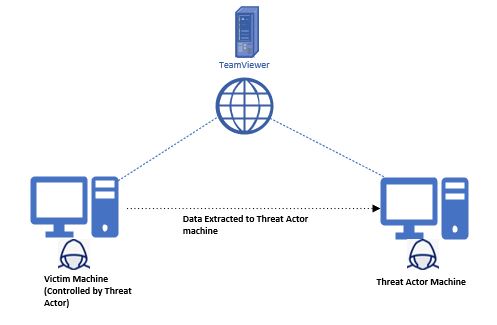 TeamViewer
Data Extracted to Threat Actor
machine
Victim Machine
(Controlled by Threat
Actor)
Threat Actor Machine